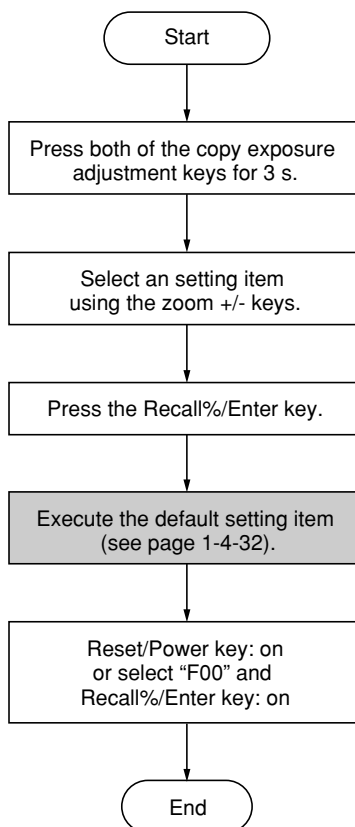 Start
Press both of the copy exposure
adjustment keys for 3 s.
Select an setting item
using the zoom +/- keys.
Press the Recall%/Enter key.
Execute the default setting item
(see page 1-4-32).
Reset/Power key: on
or select “F00” and
Recall%/Enter key: on
End